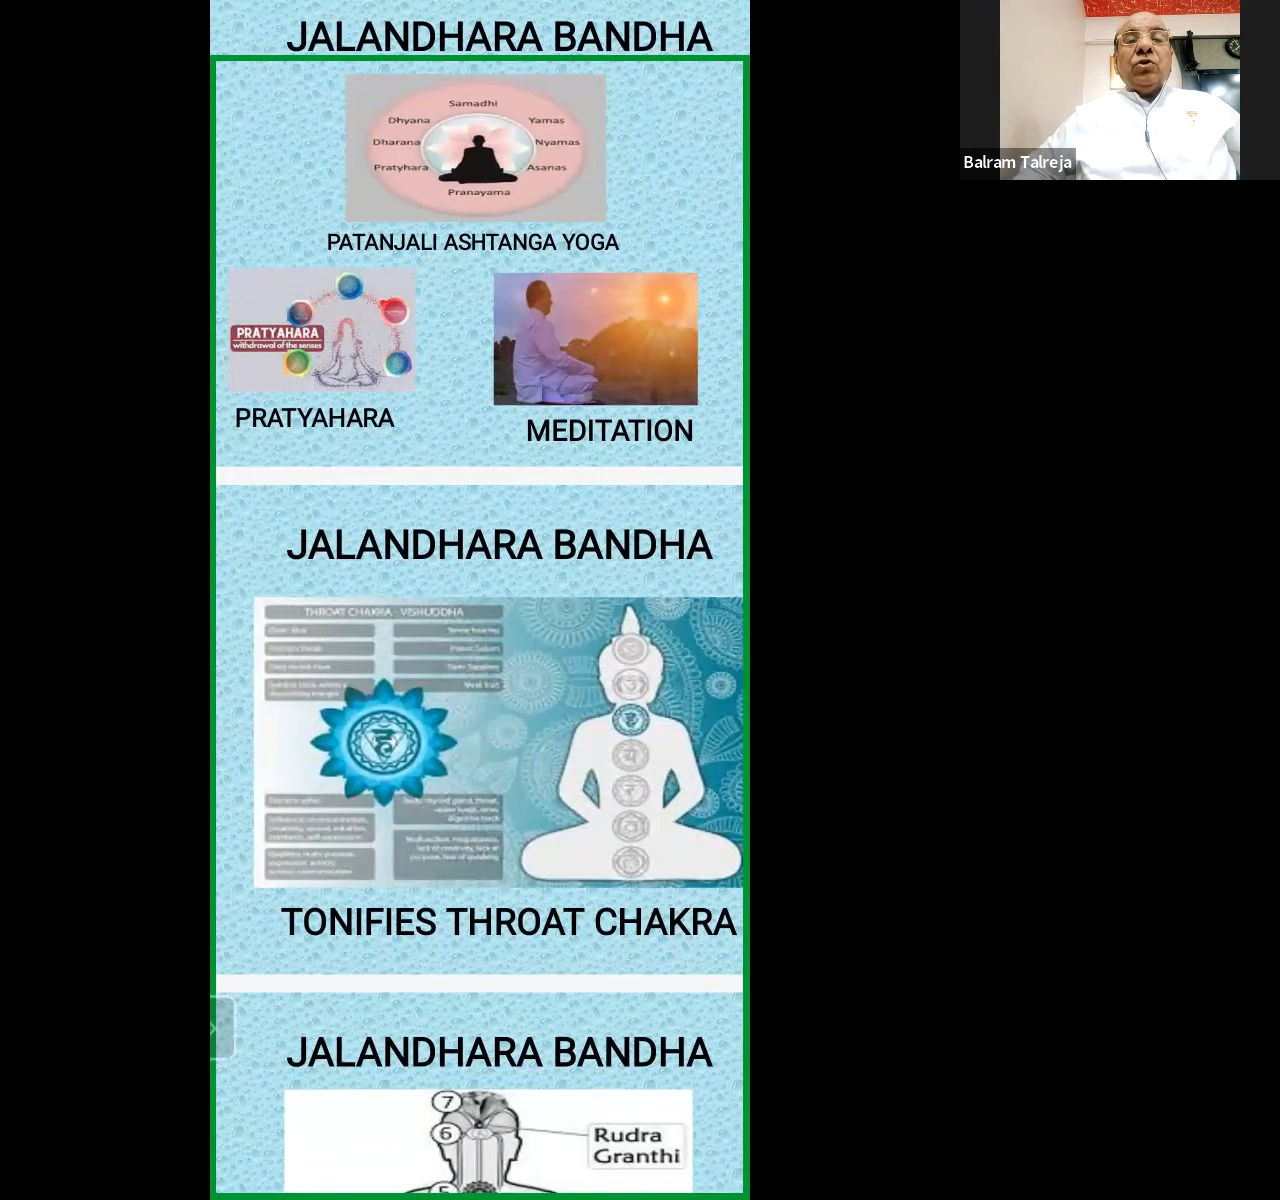 JALANDHARA BANDHA
Samadhi
Dhyana
Yamas
Dharana
Nyamas
Pratyhara
Asanas
Pranayama
PATANJALI ASHTANGA YOGA
PRATYAHARA
withdrawal of the senses
PRATYAHARA
MEDITATION
JALANDHARA BANDHA
THROAT CHAKRA - VISHUDDHA
TONIFIES THROAT CHAKRA
JALANDHARA BANDHA
7
6
Rudra
Granthi
5
Balram Talreja